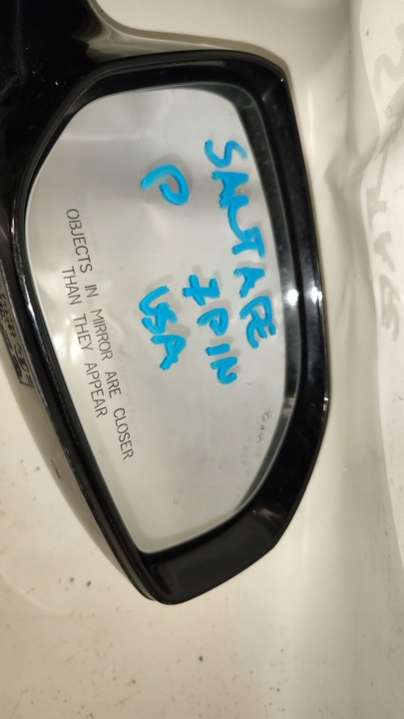 SANTAFE
7PIN
P
USA
OBJECTS IN MIRROR ARE CLOSER
THAN THEY APPEAR